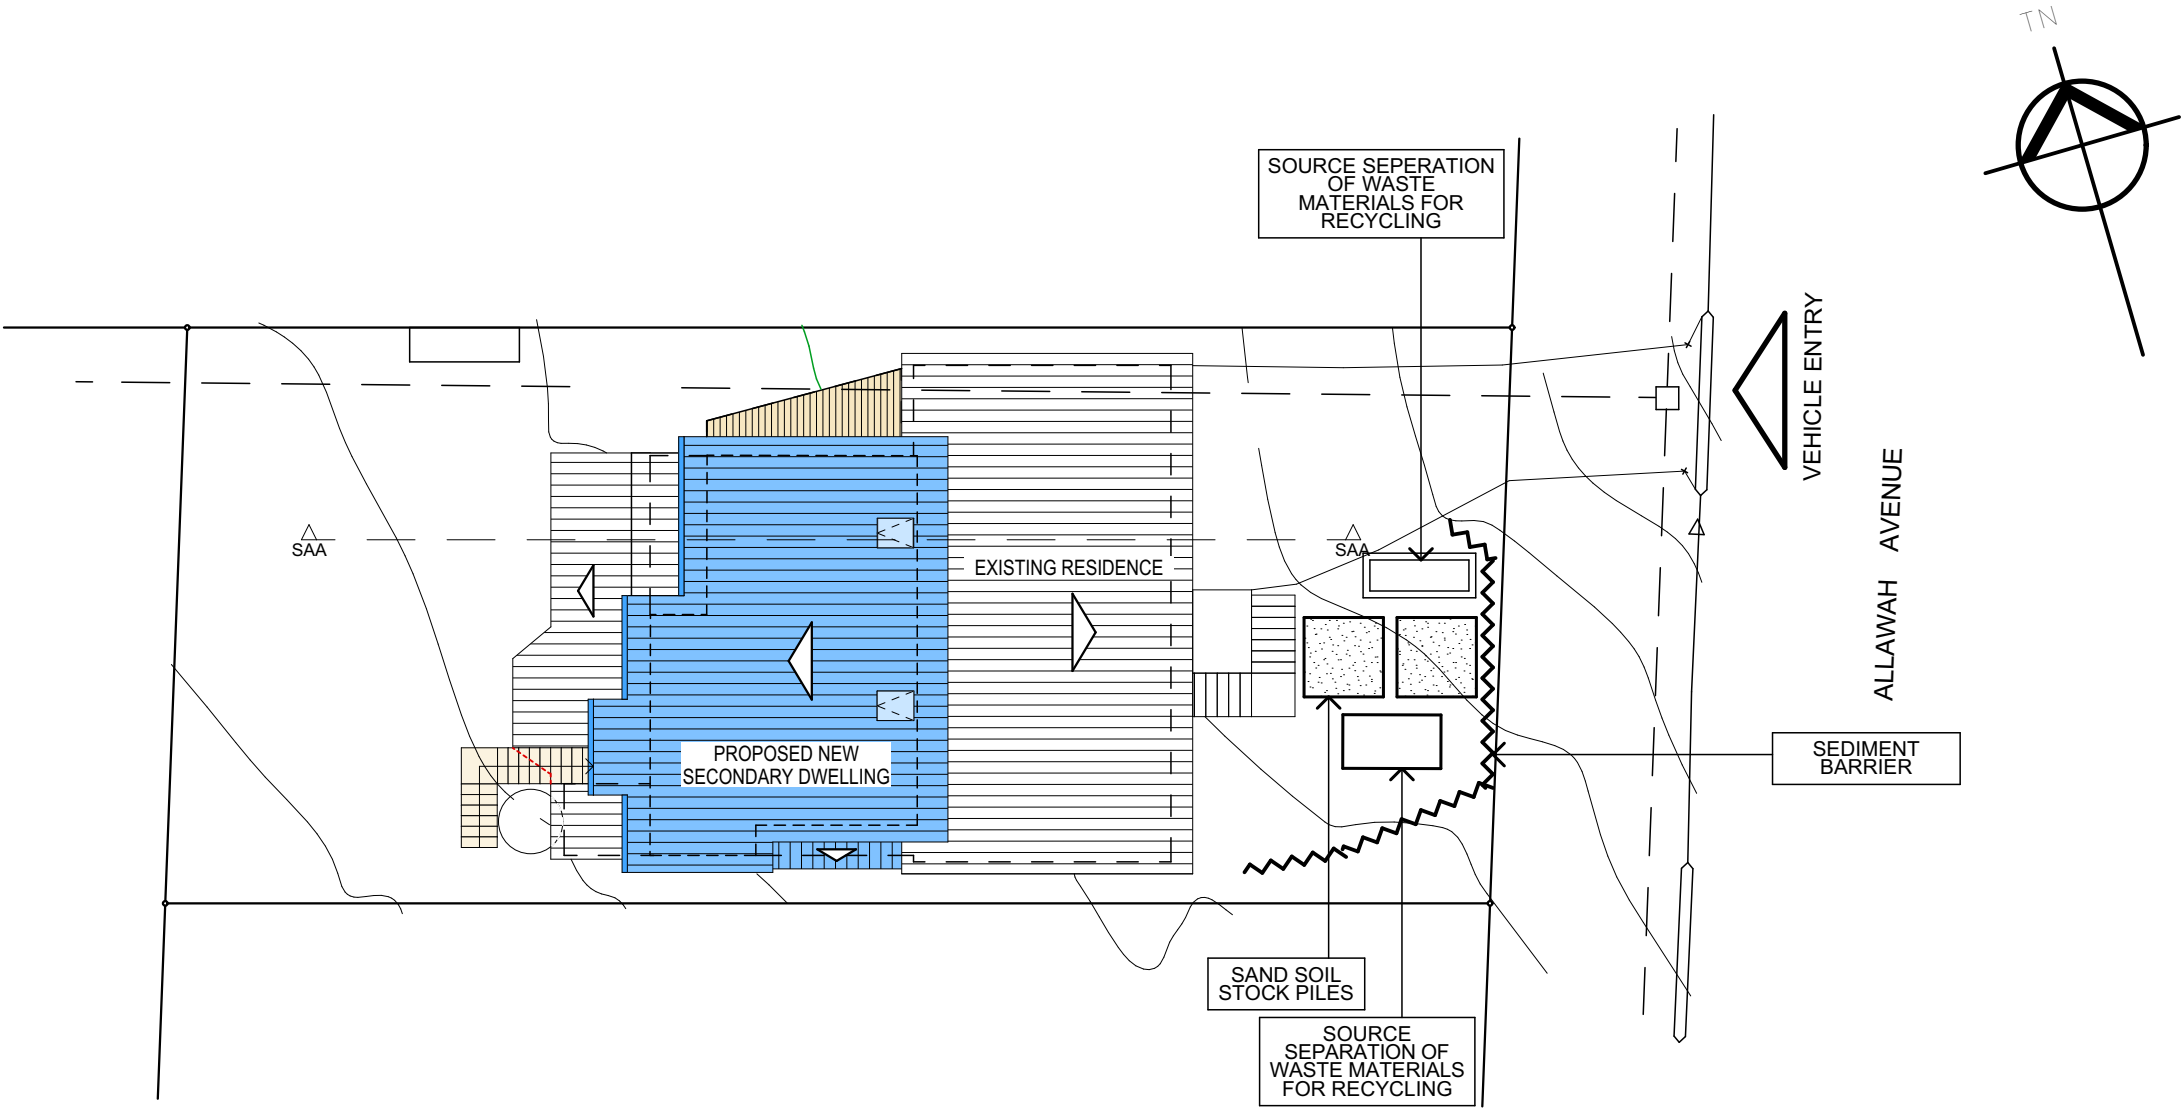 TN
SOURCE SEPERATION
OF WASTE
MATERIALS FOR
RECYCLING
VEHICLE ENTRY
ALLAWAH AVENUE
SAA
SAA
EXISTING RESIDENCE
PROPOSED NEW
SECONDARY DWELLING
SEDIMENT
BARRIER
SAND SOIL
STOCK PILES
SOURCE
SEPARATION OF
WASTE MATERIALS
FOR RECYCLING